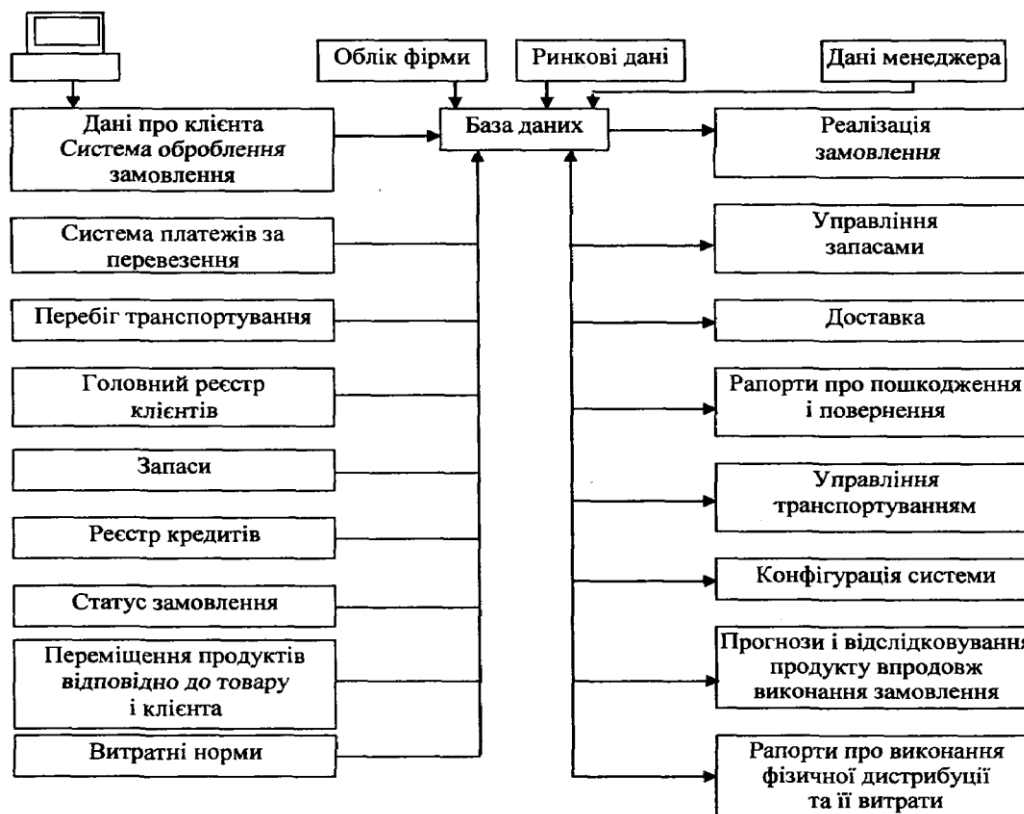 Облік фірми
Ринкові дані
Дані менеджера
Дані про клієнта
Система оброблення
замовлення
База даних
Реалізація
замовлення
Система платежів за
перевезення
Управління
запасами
Перебіг транспортування
Доставка
Головний реєстр
клієнтів
Рапорти про пошкодження
і повернення
Запаси
Управління
транспортуванням
Реєстр кредитів
Конфігурація системи
Статус замовлення
Переміщення продуктів
відповідно до товару
і клієнта
Прогнози і відслідковування
продукту впродовж
виконання замовлення
Витратні норми
Рапорти про виконання
фізичної дистрибуції
та її витрати